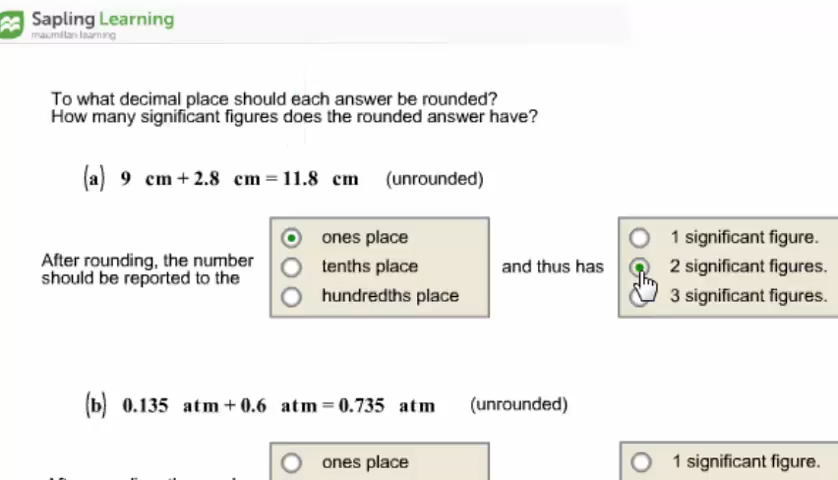 Sapling Learning
macmillan learning
To what decimal place should each answer be rounded?
How many significant figures does the rounded answer have?
(a) 9 cm + 2.8 cm = 11.8 cm (unrounded)
After rounding, the number
should be reported to the
ones place
tenths place
hundredths place
and thus has
1 significant figure.
2 significant figures.
3 significant figures.
(b) 0.135 atm + 0.6 atm = 0.735 atm (unrounded)
ones place
1 significant figure.